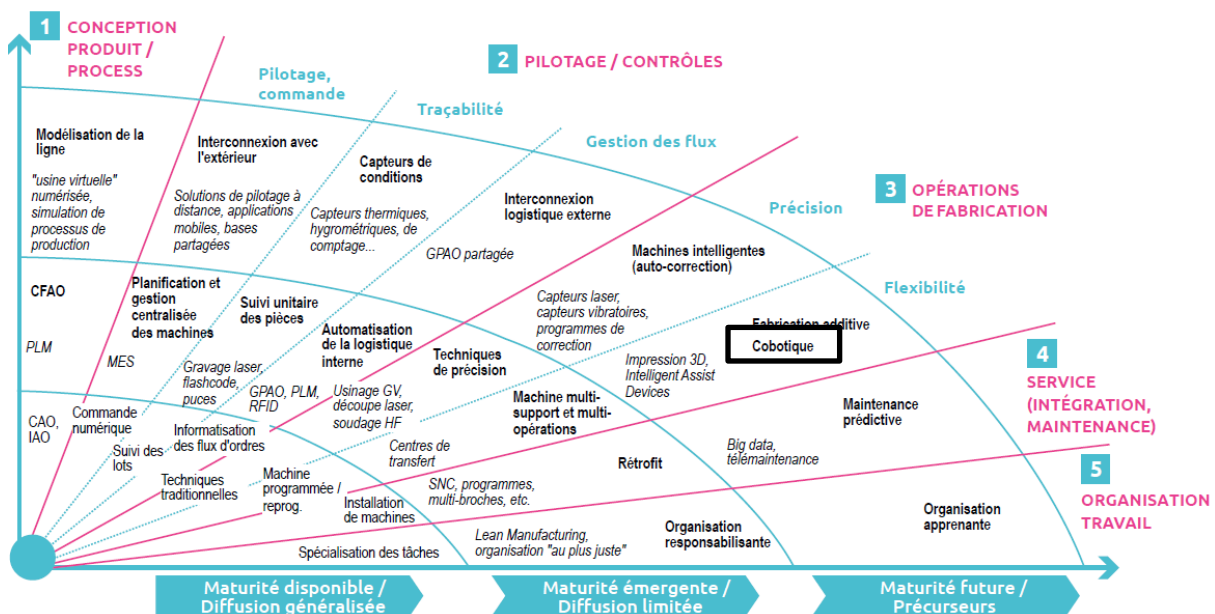 1
CONCEPTION
PRODUIT /
PROCESS
2
PILOTAGE / CONTRÔLES
Pilotage,
commande
Traçabilité
Gestion des flux
3
OPÉRATIONS
DE FABRICATION
Précision
Flexibilité
Modélisation de la
ligne
"usine virtuelle"
numérisée,
simulation de
processus de
production
Interconnexion avec
l'extérieur
Solutions de pilotage à
distance, applications
mobiles, bases
partagées
Capteurs de
conditions
Capteurs thermiques,
hygrométriques, de
comptage...
Interconnexion
logistique externe
GPAO partagée
Machines intelligentes
(auto-correction)
Capteurs laser,
capteurs vibratoires,
programmes de
correction
Fabrication additive
Cobotique
Impression 3D,
Intelligent Assist
Devices
CFAO
PLM
Planification et
gestion
centralisée
des machines
MES
Suivi unitaire
des pièces
Gravage laser,
flashcode,
puces
Automatisation
de la logistique
interne
GPAO, PLM,
RFID
Techniques
de précision
Usinage GV,
découpe laser,
soudage HF
Machine multi-
support et multi-
opérations
Centres de
transfert
4
SERVICE
(INTÉGRATION,
MAINTENANCE)
Maintenance
prédictive
Big data,
télémaintenance
Rétrofit
SNC, programmes,
multi-broches, etc.
CAO,
IAO
Commande
numérique
Suivi des
lots
Informatisation
des flux d'ordres
Techniques
traditionnelles
Machine
programmée /
reprog.
Installation
de machines
5
ORGANISATION
TRAVAIL
Spécialisation des tâches
Lean Manufacturing,
organisation "au plus juste"
Organisation
responsabilisante
Organisation
apprenante
Maturité disponible /
Diffusion généralisée
Maturité émergente /
Diffusion limitée
Maturité future /
Précurseurs